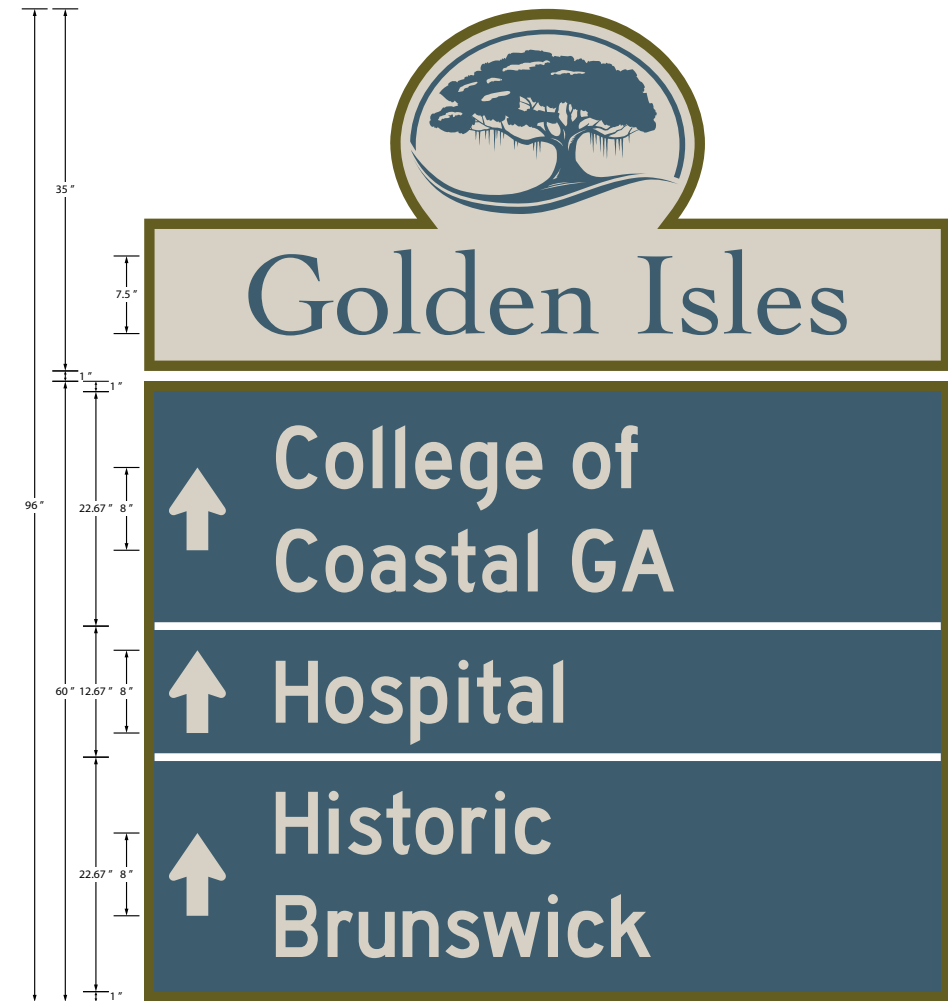 35 ″
Golden Isles
7.5 ″
1 ″
1 ″
College of
96 ″
22.67 ″
8 ″
Coastal GA
60 ″
12.67 ″
8 ″
Hospital
Historic
22.67 ″
8 ″
Brunswick
1 ″